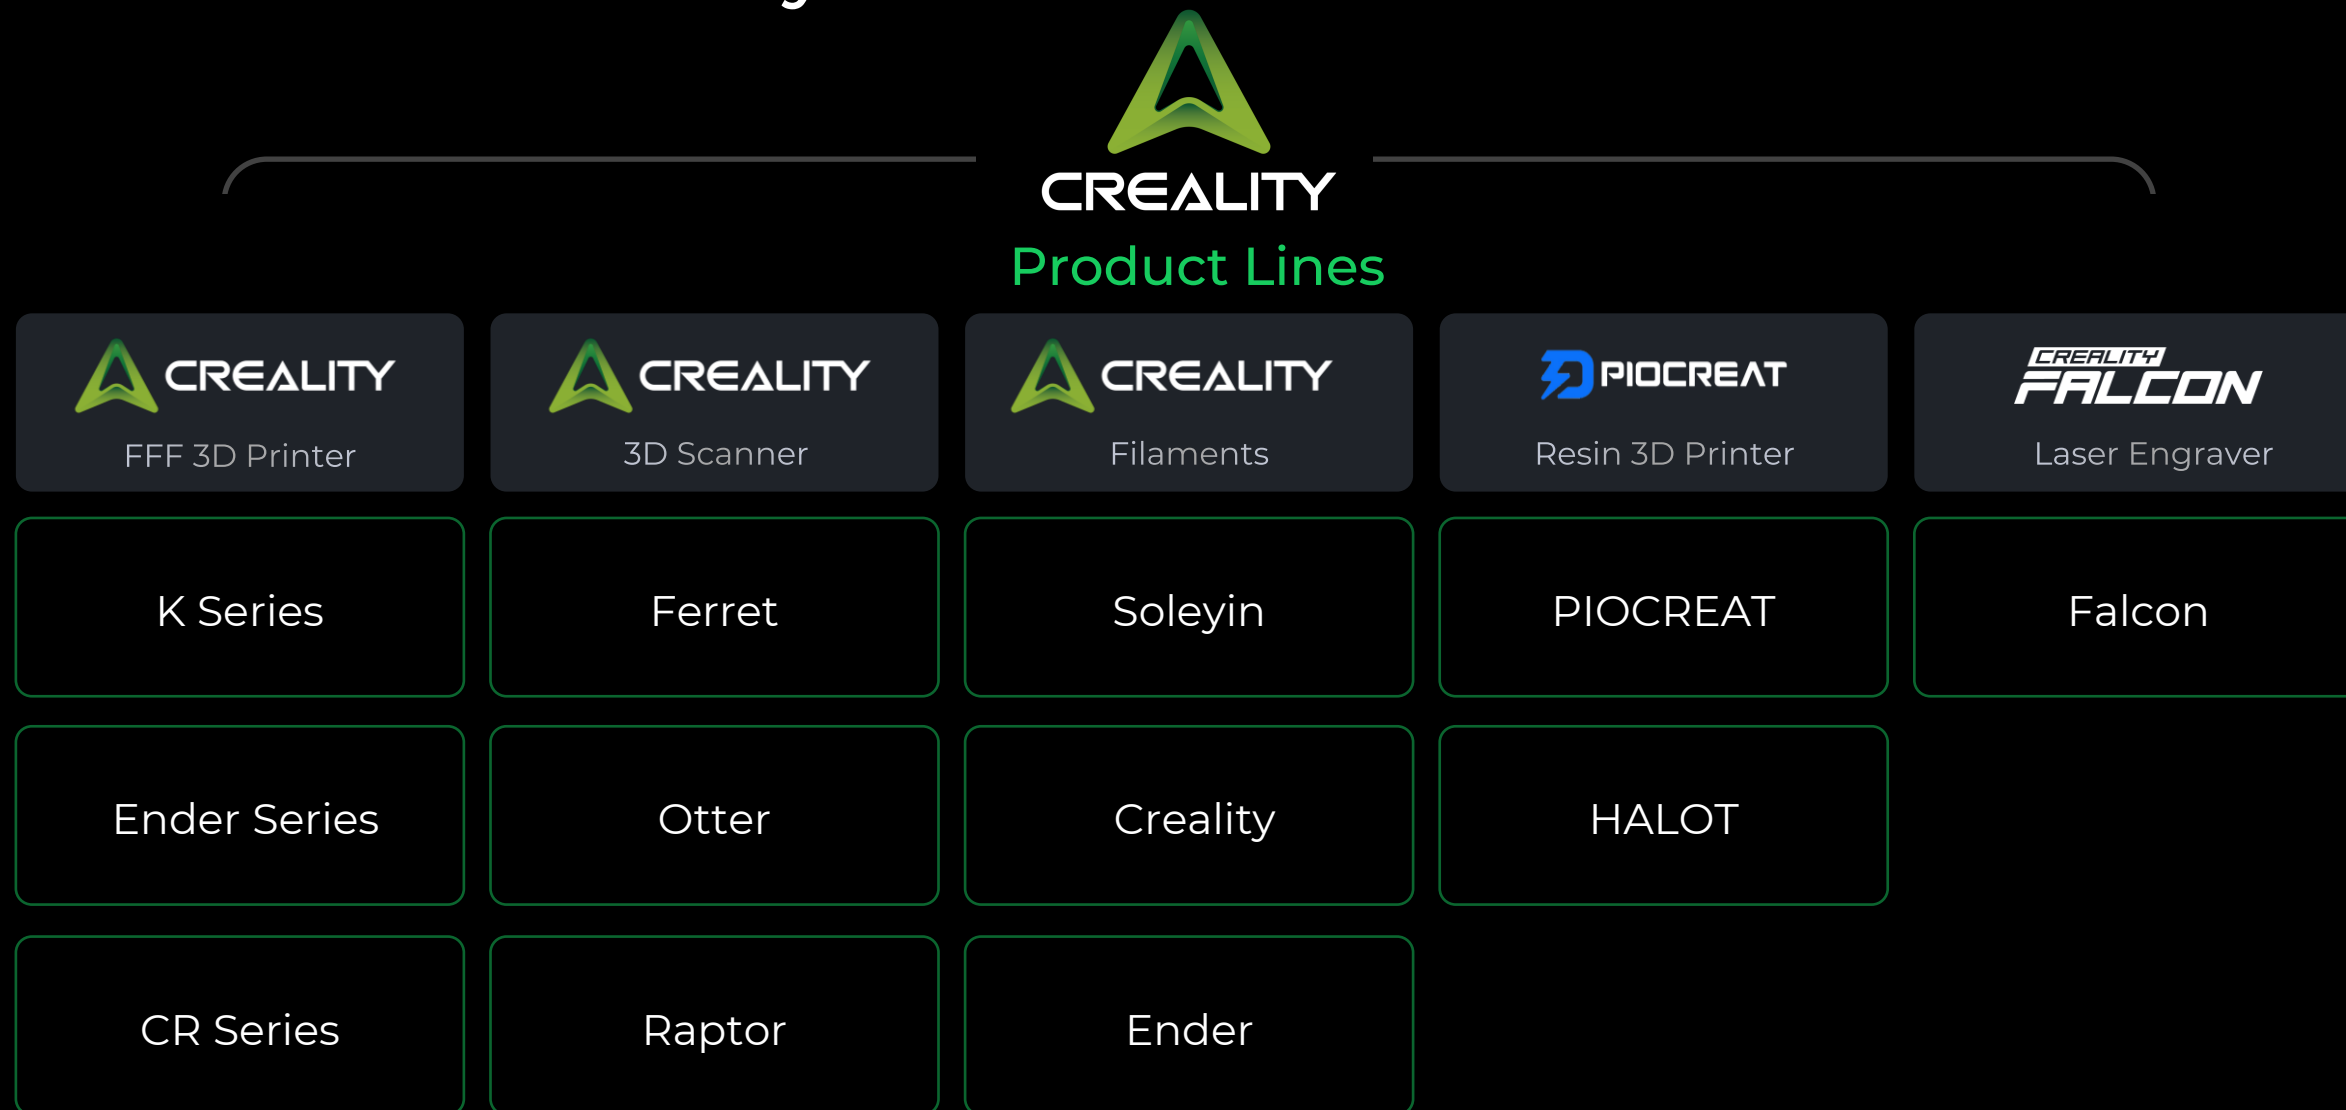 CREALITY
Product Lines
CREALITY
FFF 3D Printer
CREALITY
3D Scanner
CREALITY
Filaments
PIOCREAT
Resin 3D Printer
CREALITY
FALCON
Laser Engraver
K Series
Ferret
Soleyin
PIOCREAT
Falcon
Ender Series
Otter
Creality
HALOT
CR Series
Raptor
Ender